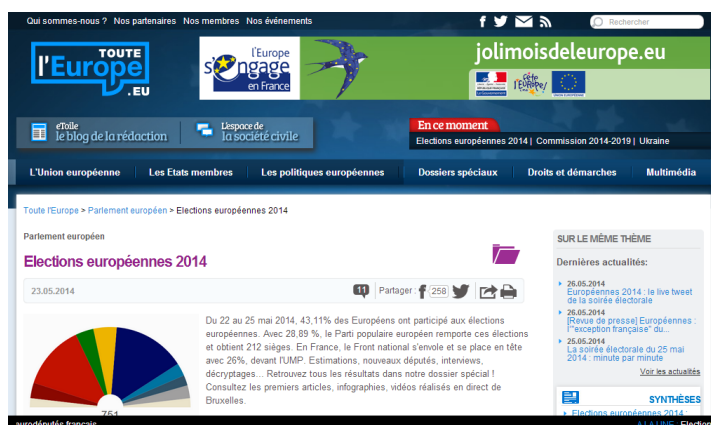 Qui sommes-nous ? Nos partenaires Nos membres Nos événements
Rechercher
TOUTE
l'Europe
.EU
l'Europe
s'engage
en France
jolimoisdeleurope.eu
fête
l'EUROPE!
eToile
le blog de la rédaction
L'espace de
la société civile
En ce moment
Elections européennes 2014 | Commission 2014-2019 | Ukraine
L'Union européenne Les Etats membres Les politiques européennes Dossiers spéciaux Droits et démarches Multimédia
Toute l'Europe > Parlement européen > Elections européennes 2014
Parlement européen
Elections européennes 2014
23.05.2014
11 Partager : 258
Du 22 au 25 mai 2014, 43,11% des Européens ont participé aux élections
européennes. Avec 28,89 %, le Parti populaire européen remporte ces élections
et obtient 212 sièges. En France, le Front national s'envole et se place en tête
avec 26%, devant l'UMP. Estimations, nouveaux députés, interviews,
décryptages... Retrouvez tous les résultats dans notre dossier spécial !
Consultez les premiers articles, infographies, vidéos réalisés en direct de
Bruxelles.
751
SUR LE MÊME THÈME
Dernières actualités:
26.05.2014
Européennes 2014 : le live tweet
de la soirée électorale
26.05.2014
[Revue de presse] Européennes :
l'"exception française" du...
25.05.2014
La soirée électorale du 25 mai
2014 : minute par minute
Voir les actualités
SYNTHÈSES
Elections européennes 2014 :
eurodéputés français
A LA UNE Election